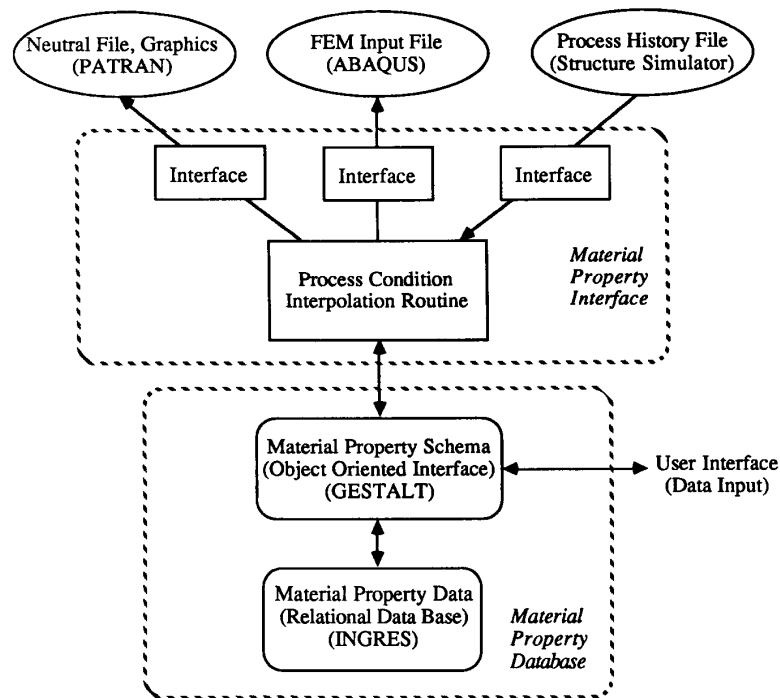 Neutral File, Graphics
(PATRAN)
FEM Input File
(ABAQUS)
Process History File
(Structure Simulator)
Interface
Interface
Interface
Process Condition
Interpolation Routine
Material
Property
Interface
Material Property Schema
(Object Oriented Interface)
(GESTALT)
User Interface
(Data Input)
Material Property Data
(Relational Data Base)
(INGRES)
Material
Property
Database